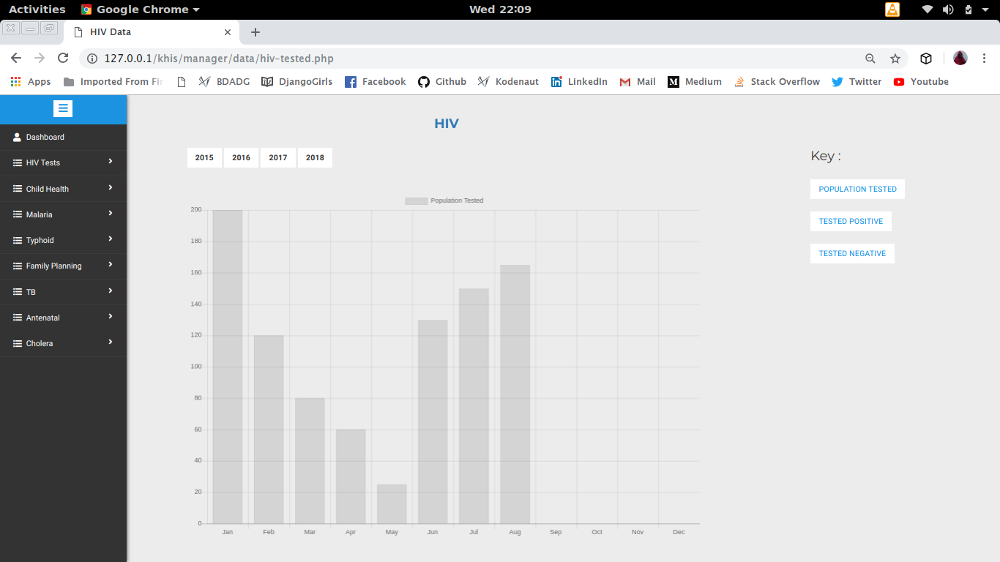 Activities Google Chrome Wed 22:09
HIV Data
127.0.0.1/khis/manager/data/hiv-tested.php
Apps Imported From Fir BDADG DjangoGirls Facebook Github Kodenaut LinkedIn Mail Medium Stack Overflow Twitter Youtube
Dashboard
HIV Tests
Child Health
Malaria
Typhoid
Family Planning
TB
Antenatal
Cholera
HIV
2015 2016 2017 2018
Population Tested
200
180
160
140
120
100
80
60
40
20
0
Jan Feb Mar Apr May Jun Jul Aug Sep Oct Nov Dec
Key :
POPULATION TESTED
TESTED POSITIVE
TESTED NEGATIVE